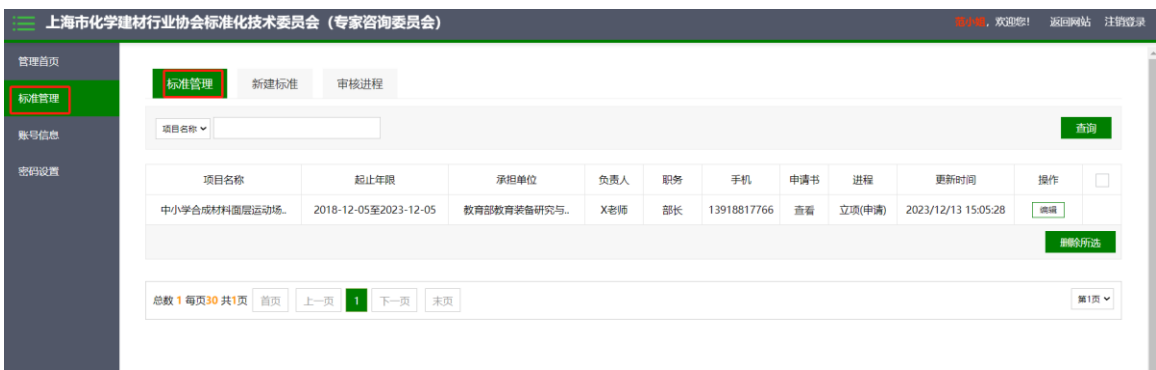 上海市化学建材行业协会标准化技术委员会（专家咨询委员会）
，欢迎您! 返回网站 注销登录
管理首页
标准管理
账号信息
密码设置
标准管理 新建标准 审核进程
项目名称
查询
项目名称 起止年限 承担单位 负责人 职务 手机 申请书 进程 更新时间 操作
中小学合成材料面层运动场.. 2018-12-05至2023-12-05 教育部教育装备研究与.. X老师 部长 13918817766 查看 立项(申请) 2023/12/13 15:05:28 编辑
删除所选
总数 1 每页30 共1页 首页 上一页 1 下一页 末页 第1页